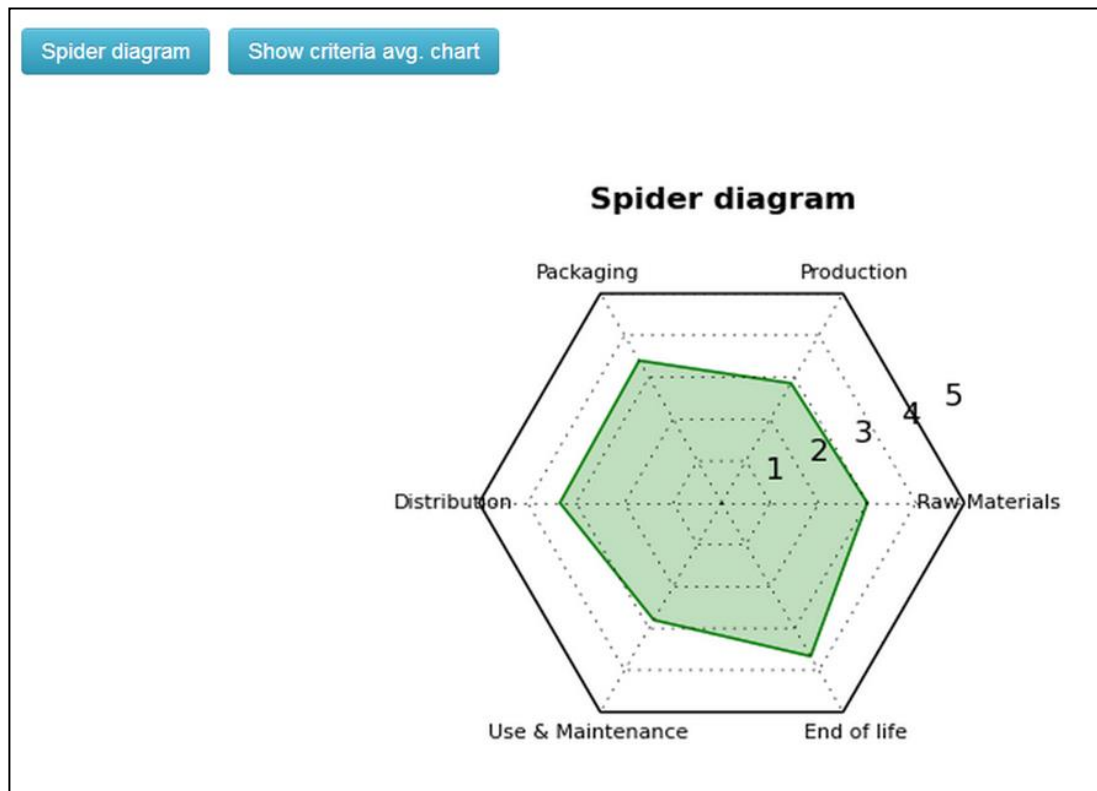 Spider diagram Show criteria avg. chart
Spider diagram
Packaging Production
5
4
3
2
1
Distribution Raw Materials
Use & Maintenance End of life